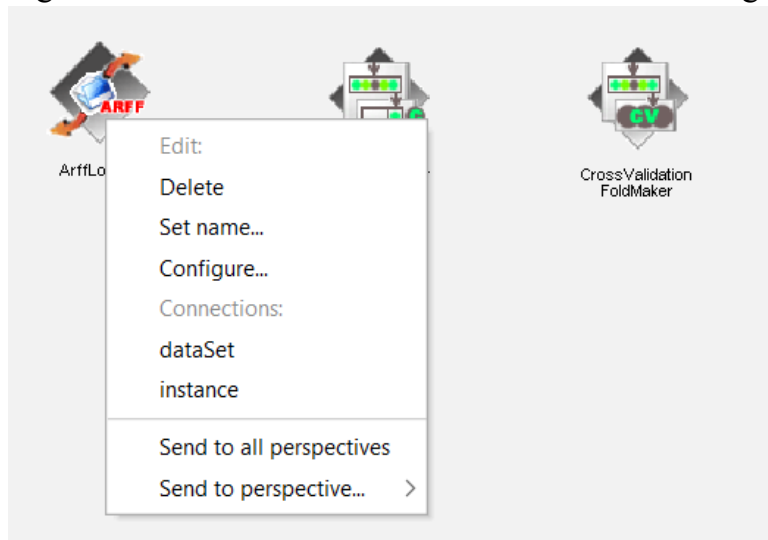 ARFF
CV
ArffLo
CrossValidation
FoldMaker
Edit:
Delete
Set name...
Configure...
Connections:
dataSet
instance
Send to all perspectives
Send to perspective...